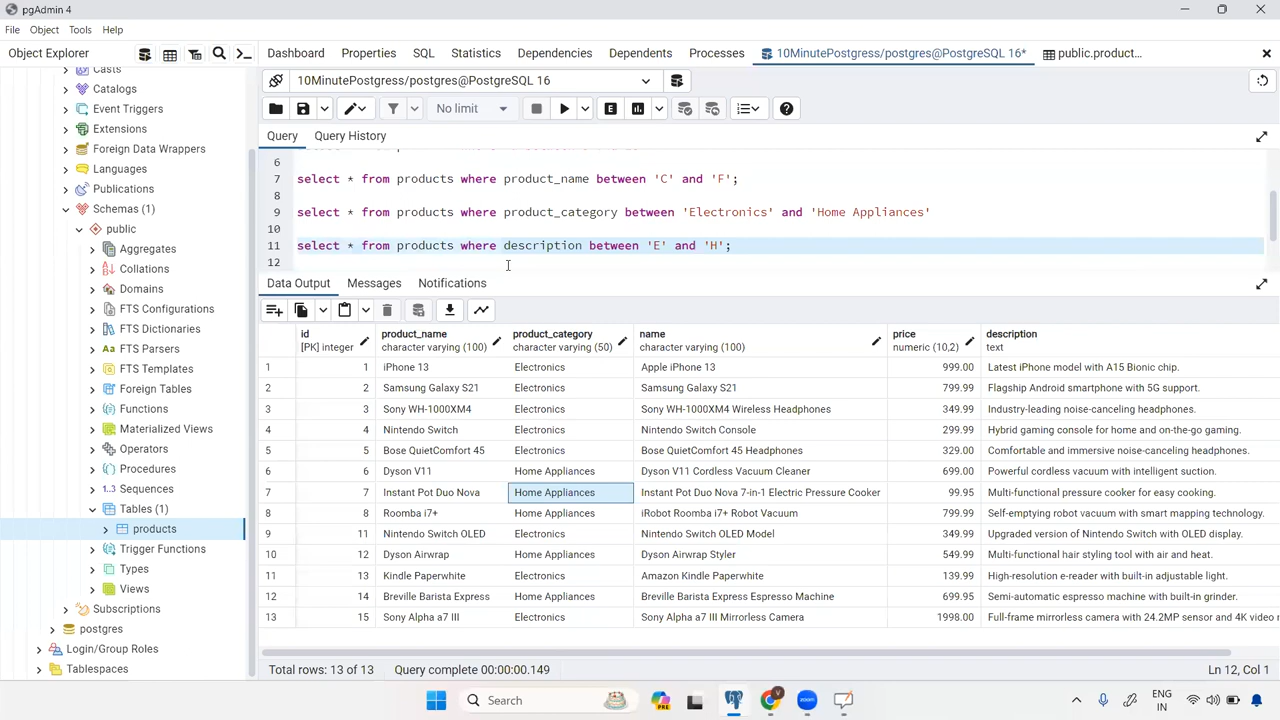 pgAdmin 4
File Object Tools Help
Object Explorer
Dashboard Properties SQL Statistics Dependencies Dependents Processes 10MinutePostgress/postgres@PostgreSQL 16* public.product...
Casts
Catalogs
Event Triggers
Extensions
Foreign Data Wrappers
Languages
Publications
Schemas (1)
public
Aggregates
Collations
Domains
FTS Configurations
FTS Dictionaries
Aa FTS Parsers
FTS Templates
Foreign Tables
Functions
Materialized Views
Operators
Procedures
1..3 Sequences
Tables (1)
products
Trigger Functions
Types
Views
Subscriptions
postgres
Login/Group Roles
Tablespaces
10MinutePostgress/postgres@PostgreSQL 16
No limit E
Query Query History
6
7 select * from products where product_name between 'C' and 'F';
8
9 select * from products where product_category between 'Electronics' and 'Home Appliances'
10
11 select * from products where description between 'E' and 'H';
12
Data Output Messages Notifications
id product_name product_category name price description
[PK] integer character varying (100) character varying (50) character varying (100) numeric (10,2) text
1 1 iPhone 13 Electronics Apple iPhone 13 999.00 Latest iPhone model with A15 Bionic chip.
2 2 Samsung Galaxy S21 Electronics Samsung Galaxy S21 799.99 Flagship Android smartphone with 5G support.
3 3 Sony WH-1000XM4 Electronics Sony WH-1000XM4 Wireless Headphones 349.99 Industry-leading noise-canceling headphones.
4 4 Nintendo Switch Electronics Nintendo Switch Console 299.99 Hybrid gaming console for home and on-the-go gaming.
5 5 Bose QuietComfort 45 Electronics Bose QuietComfort 45 Headphones 329.00 Comfortable and immersive noise-canceling headphones.
6 6 Dyson V11 Home Appliances Dyson V11 Cordless Vacuum Cleaner 699.00 Powerful cordless vacuum with intelligent suction.
7 7 Instant Pot Duo Nova Home Appliances Instant Pot Duo Nova 7-in-1 Electric Pressure Cooker 99.95 Multi-functional pressure cooker for easy cooking.
8 8 Roomba i7+ Home Appliances iRobot Roomba i7+ Robot Vacuum 799.99 Self-emptying robot vacuum with smart mapping technology.
9 11 Nintendo Switch OLED Electronics Nintendo Switch OLED Model 349.99 Upgraded version of Nintendo Switch with OLED display.
10 12 Dyson Airwrap Home Appliances Dyson Airwrap Styler 549.99 Multi-functional hair styling tool with air and heat.
11 13 Kindle Paperwhite Electronics Amazon Kindle Paperwhite 139.99 High-resolution e-reader with built-in adjustable light.
12 14 Breville Barista Express Home Appliances Breville Barista Express Espresso Machine 699.95 Semi-automatic espresso machine with built-in grinder.
13 15 Sony Alpha a7 III Electronics Sony Alpha a7 III Mirrorless Camera 1998.00 Full-frame mirrorless camera with 24.2MP sensor and 4K video
Total rows: 13 of 13 Query complete 00:00:00.149 Ln 12, Col 1
Search PRE V zoom ENG
IN